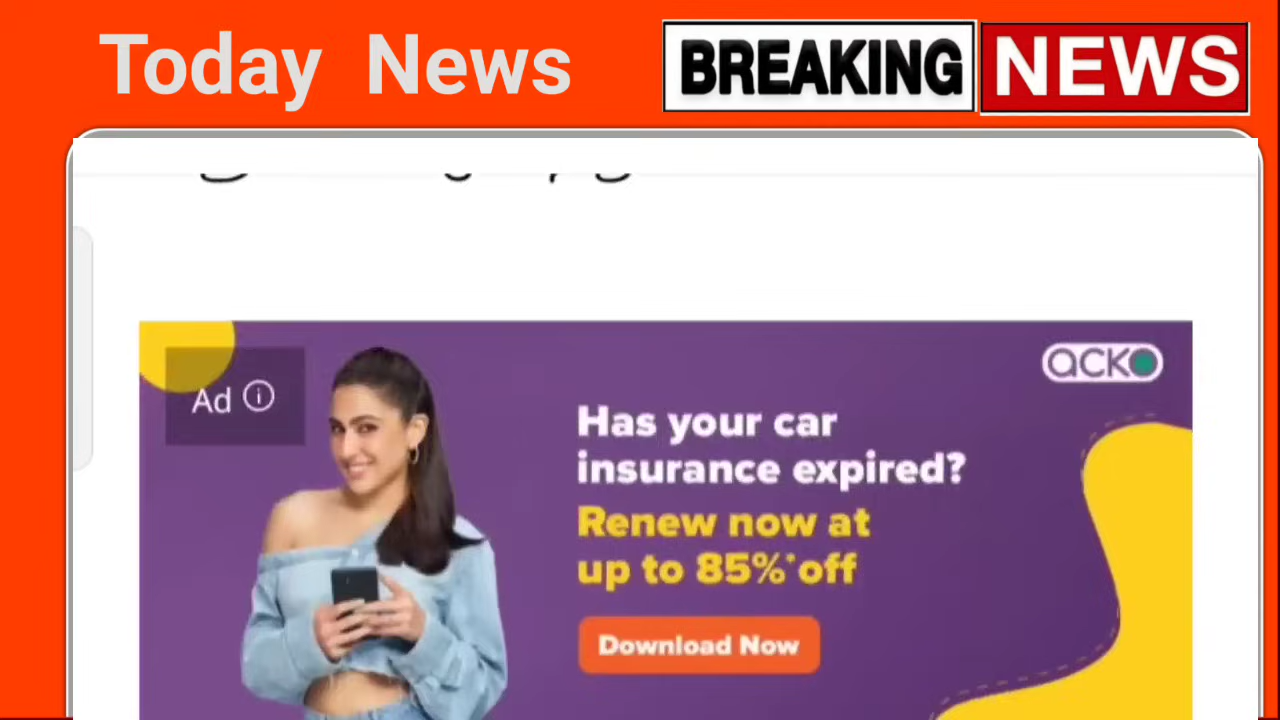 Today News
BREAKING NEWS
Ad
acko
Has your car
insurance expired?
Renew now at
up to 85%*off
Download Now